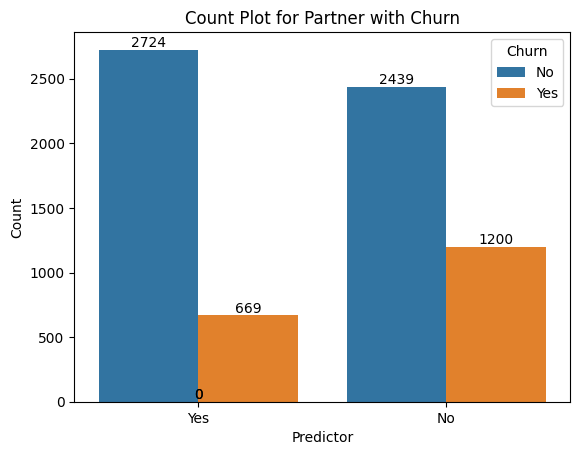 Count Plot for Partner with Churn
2724
2439
Churn
No
Yes
1200
669
0
Count
2500
2000
1500
1000
500
0
Yes
No
Predictor